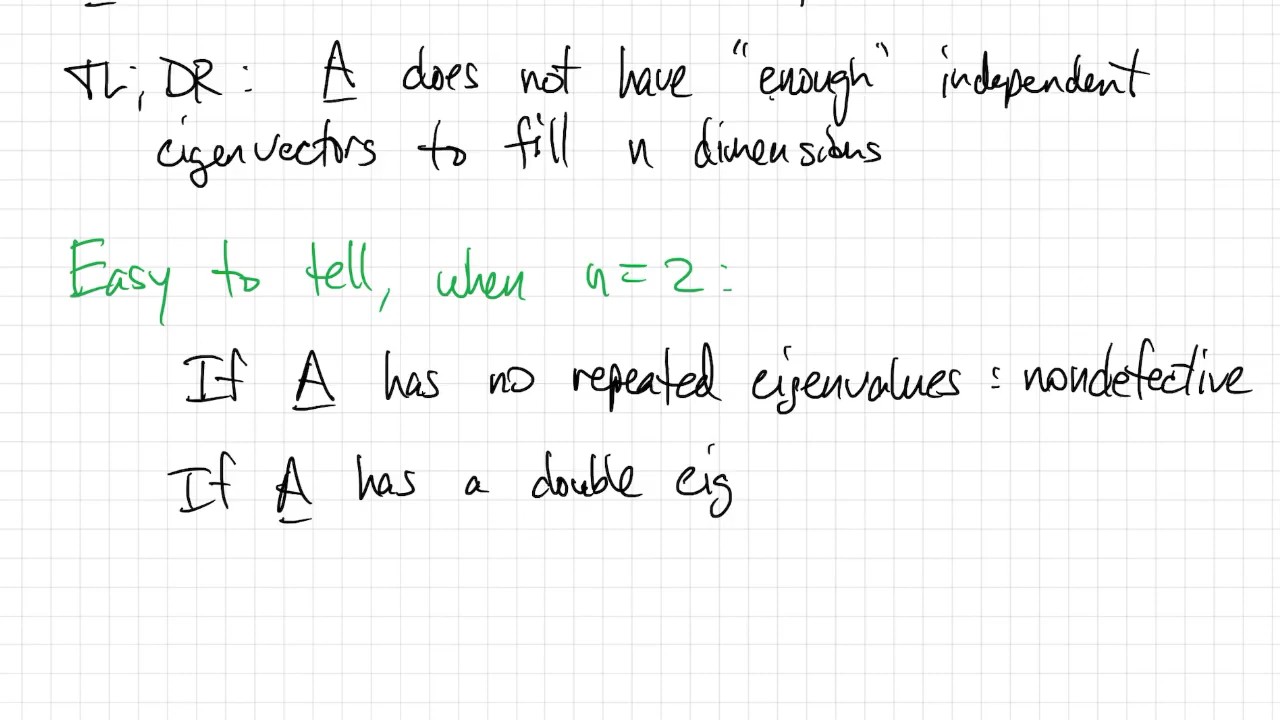 TL; DR: A does not have "enough" independent
eigenvectors to fill n dimensions
Easy to tell, when n = 2:
If A has no repeated eigenvalues : nondefective
If A has a double eig